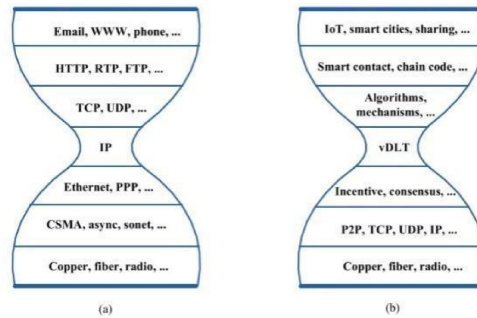 Email, WWW, phone, ...
HTTP, RTP, FTP, ...
TCP, UDP, ...
IP
Ethernet, PPP, ...
CSMA, async, sonet, ...
Copper, fiber, radio, ...
(a)
IoT, smart cities, sharing, ...
Smart contact, chain code, ...
Algorithms,
mechanisms, ...
vDLT
Incentive, consensus, ...
P2P, TCP, UDP, IP, ...
Copper, fiber, radio, ...
(b)